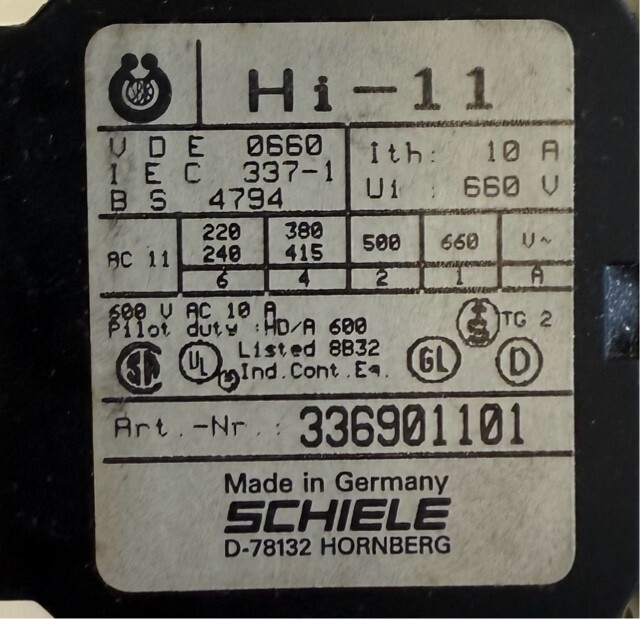 Hi-11
VDE 0660
IEC 337-1
BS 4794
Ith: 10 A
Ui: 660 V
AC 11
220 380 500 660 V~
240 415
6 4 2 1 A
600 V AC 10 A
Pilot duty :HD/A 600
TG 2
UL Listed 8B32
GL D
Ind.Cont.Eq.
Art.-Nr.: 336901101
Made in Germany
SCHIELE
D-78132 HORNBERG